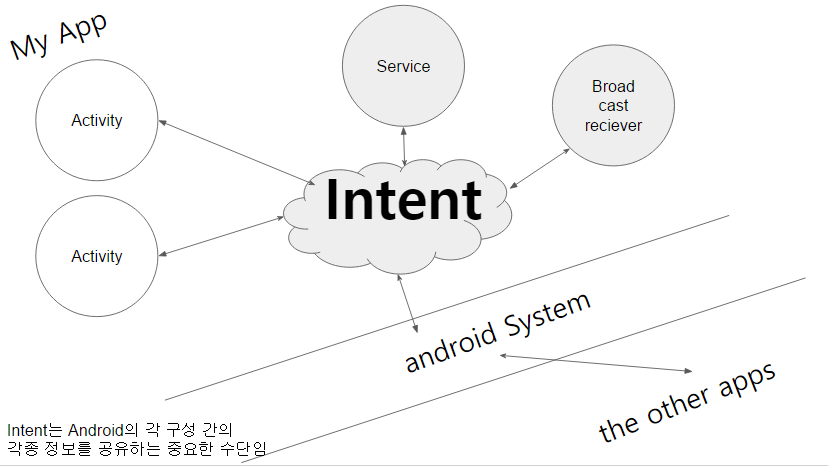 My App
Service
Broad
cast
reciever
Activity
Intent
Activity
android System
the other apps
Intent는 Android의 각 구성 간의
각종 정보를 공유하는 중요한 수단임